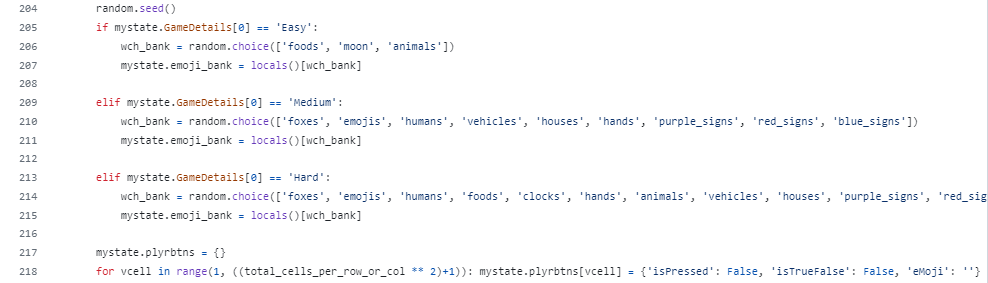 204 random.seed()
205 if mystate.GameDetails[0] == 'Easy':
206 wch_bank = random.choice(['foods', 'moon', 'animals'])
207 mystate.emoji_bank = locals()[wch_bank]
208
209 elif mystate.GameDetails[0] == 'Medium':
210 wch_bank = random.choice(['foxes', 'emojis', 'humans', 'vehicles', 'houses', 'hands', 'purple_signs', 'red_signs', 'blue_signs'])
211 mystate.emoji_bank = locals()[wch_bank]
212
213 elif mystate.GameDetails[0] == 'Hard':
214 wch_bank = random.choice(['foxes', 'emojis', 'humans', 'foods', 'clocks', 'hands', 'animals', 'vehicles', 'houses', 'purple_signs', 'red_sig
215 mystate.emoji_bank = locals()[wch_bank]
216
217 mystate.plyrbtns = {}
218 for vcell in range(1, ((total_cells_per_row_or_col ** 2)+1)): mystate.plyrbtns[vcell] = {'isPressed': False, 'isTrueFalse': False, 'eMoji': ''}